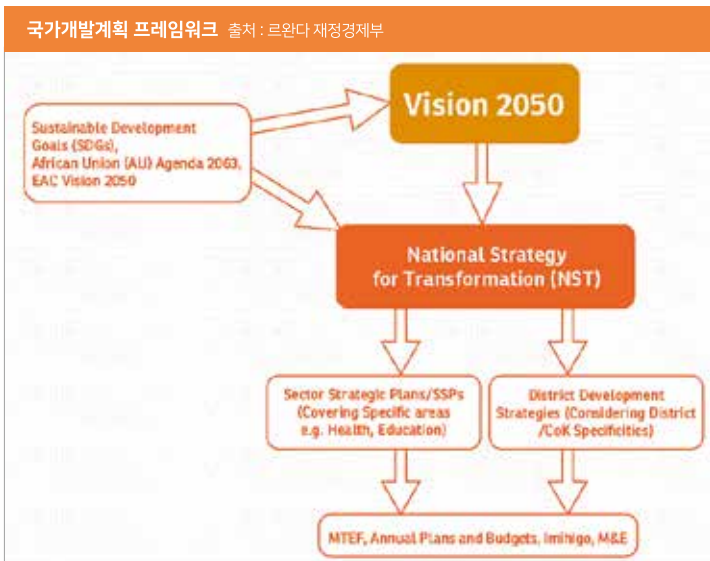 국가개발계획 프레임워크 출처 : 르완다 재정경제부
Vision 2050
Sustainable Development
Goals (SDGs),
African Union (AU) Agenda 2063,
EAC Vision 2050
National Strategy
for Transformation (NST)
Sector Strategic Plans/SSPs
(Covering Specific areas
e.g. Health, Education)
District Development
Strategies (Considering District
/CoK Specificities)
MTEF, Annual Plans and Budgets, Imihigo, M&E